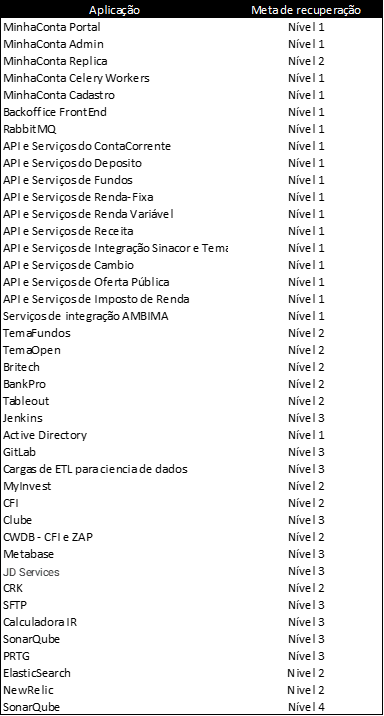 Aplicação Meta de recuperação
MinhaConta Portal Nível 1
MinhaConta Admin Nível 1
MinhaConta Replica Nível 2
MinhaConta Celery Workers Nível 1
MinhaConta Cadastro Nível 1
Backoffice FrontEnd Nível 1
RabbitMQ Nível 1
API e Serviços do ContaCorrente Nível 1
API e Serviços do Deposito Nível 1
API e Serviços de Fundos Nível 1
API e Serviços de Renda-Fixa Nível 1
API e Serviços de Renda Variável Nível 1
API e Serviços de Receita Nível 1
API e Serviços de Integração Sinacor e Tema Nível 1
API e Serviços de Cambio Nível 1
API e Serviços de Oferta Pública Nível 1
API e Serviços de Imposto de Renda Nível 1
Serviços de integração AMBIMA Nível 1
TemaFundos Nível 2
TemaOpen Nível 2
Britech Nível 2
BankPro Nível 2
Tableout Nível 2
Jenkins Nível 3
Active Directory Nível 1
GitLab Nível 3
Cargas de ETL para ciencia de dados Nível 3
MyInvest Nível 2
CFI Nível 2
Clube Nível 3
CWDB - CFI e ZAP Nível 2
Metabase Nível 3
JD Services Nível 3
CRK Nível 2
SFTP Nível 3
Calculadora IR Nível 3
SonarQube Nível 3
PRTG Nível 3
ElasticSearch Nivel 2
NewRelic Nivel 2
SonarQube Nível 4